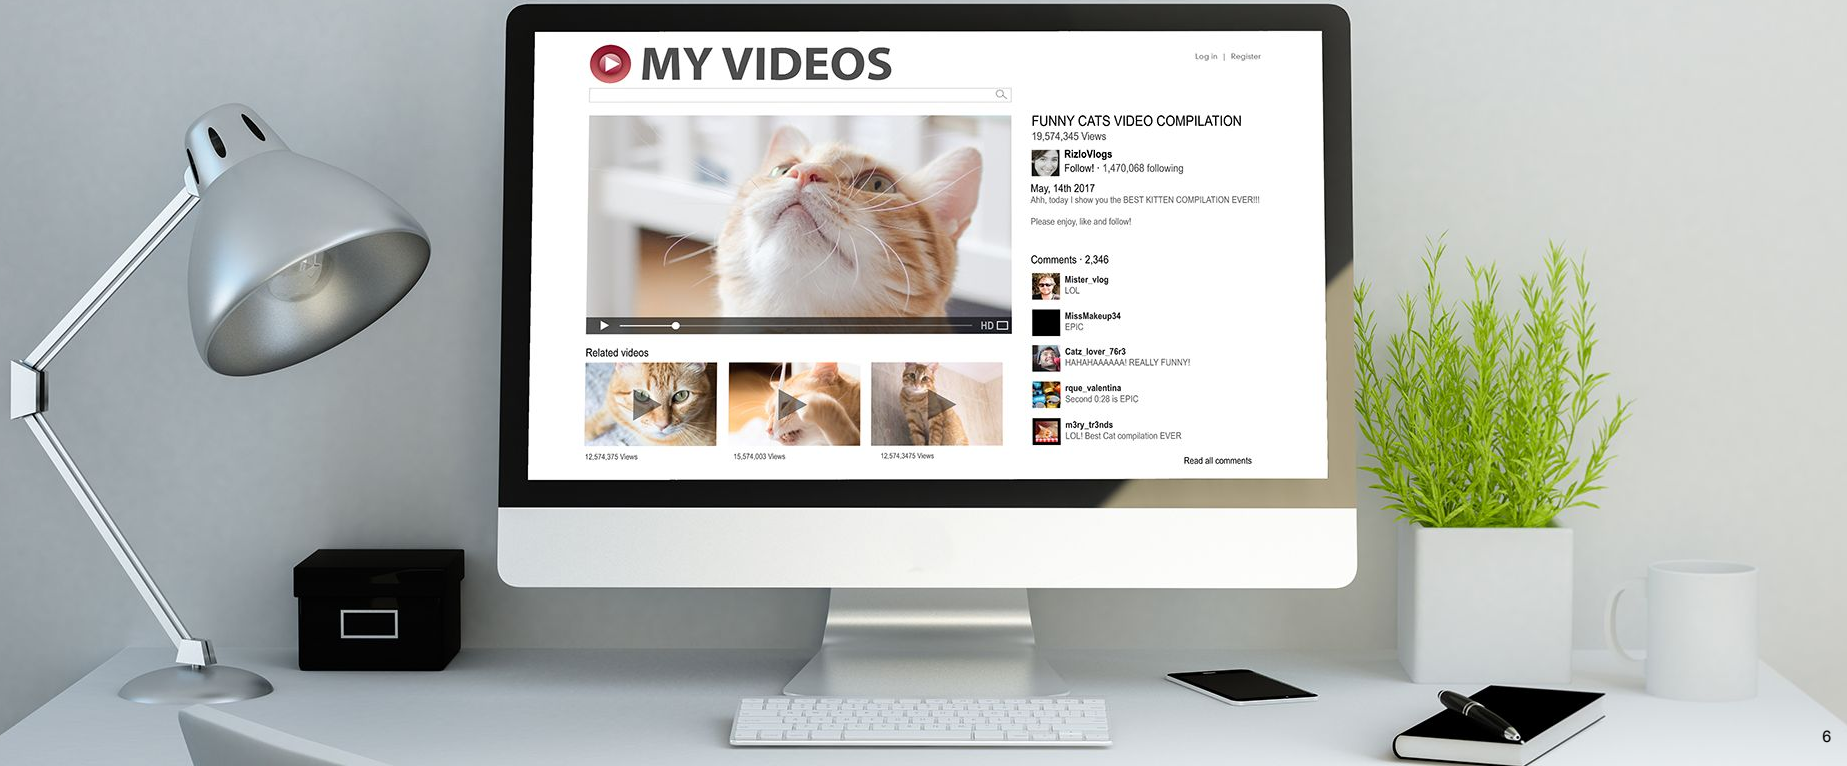 MY VIDEOS
Log in | Register
FUNNY CATS VIDEO COMPILATION
19,574,345 Views
RizloVlogs
Follow! · 1,470,068 following
May, 14th 2017
Ahh, today I show you the BEST KITTEN COMPILATION EVER!!!
Please enjoy, like and follow!
HD
Related videos
12,574,375 Views
15,574,003 Views
12,574,3475 Views
Comments · 2,346
Mister_vlog
LOL
MissMakeup34
EPIC
Catz_lover_76r3
HAHAHAAAAAA! REALLY FUNNY!
rque_valentina
Second 0:28 is EPIC
m3ry_tr3nds
LOL! Best Cat compilation EVER
Read all comments
6